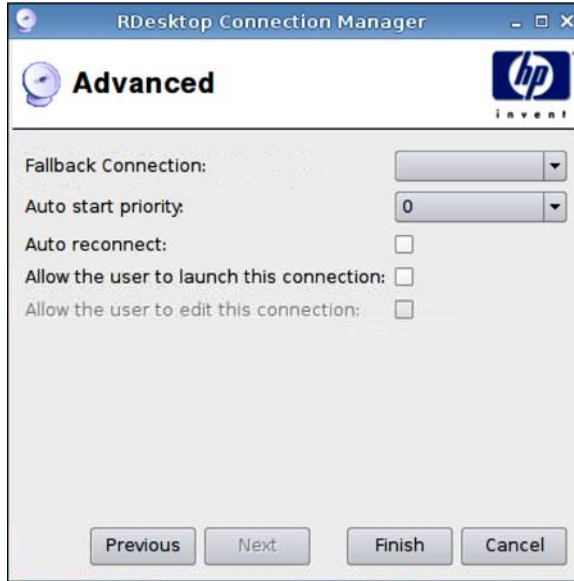 RDesktop Connection Manager
Advanced
hp
invent
Fallback Connection:
Auto start priority: 0
Auto reconnect:
Allow the user to launch this connection:
Allow the user to edit this connection:
Previous Next Finish Cancel